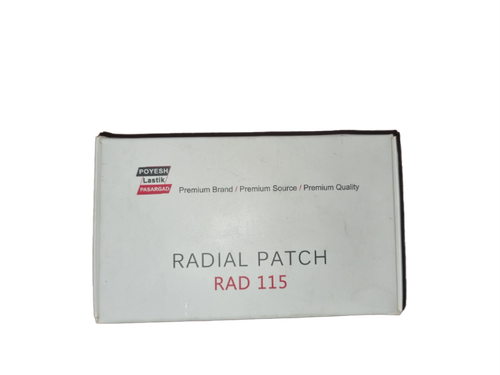 POYESH
Lastik
PASARGAD
Premium Brand / Premium Source / Premium Quality
RADIAL PATCH
RAD 115